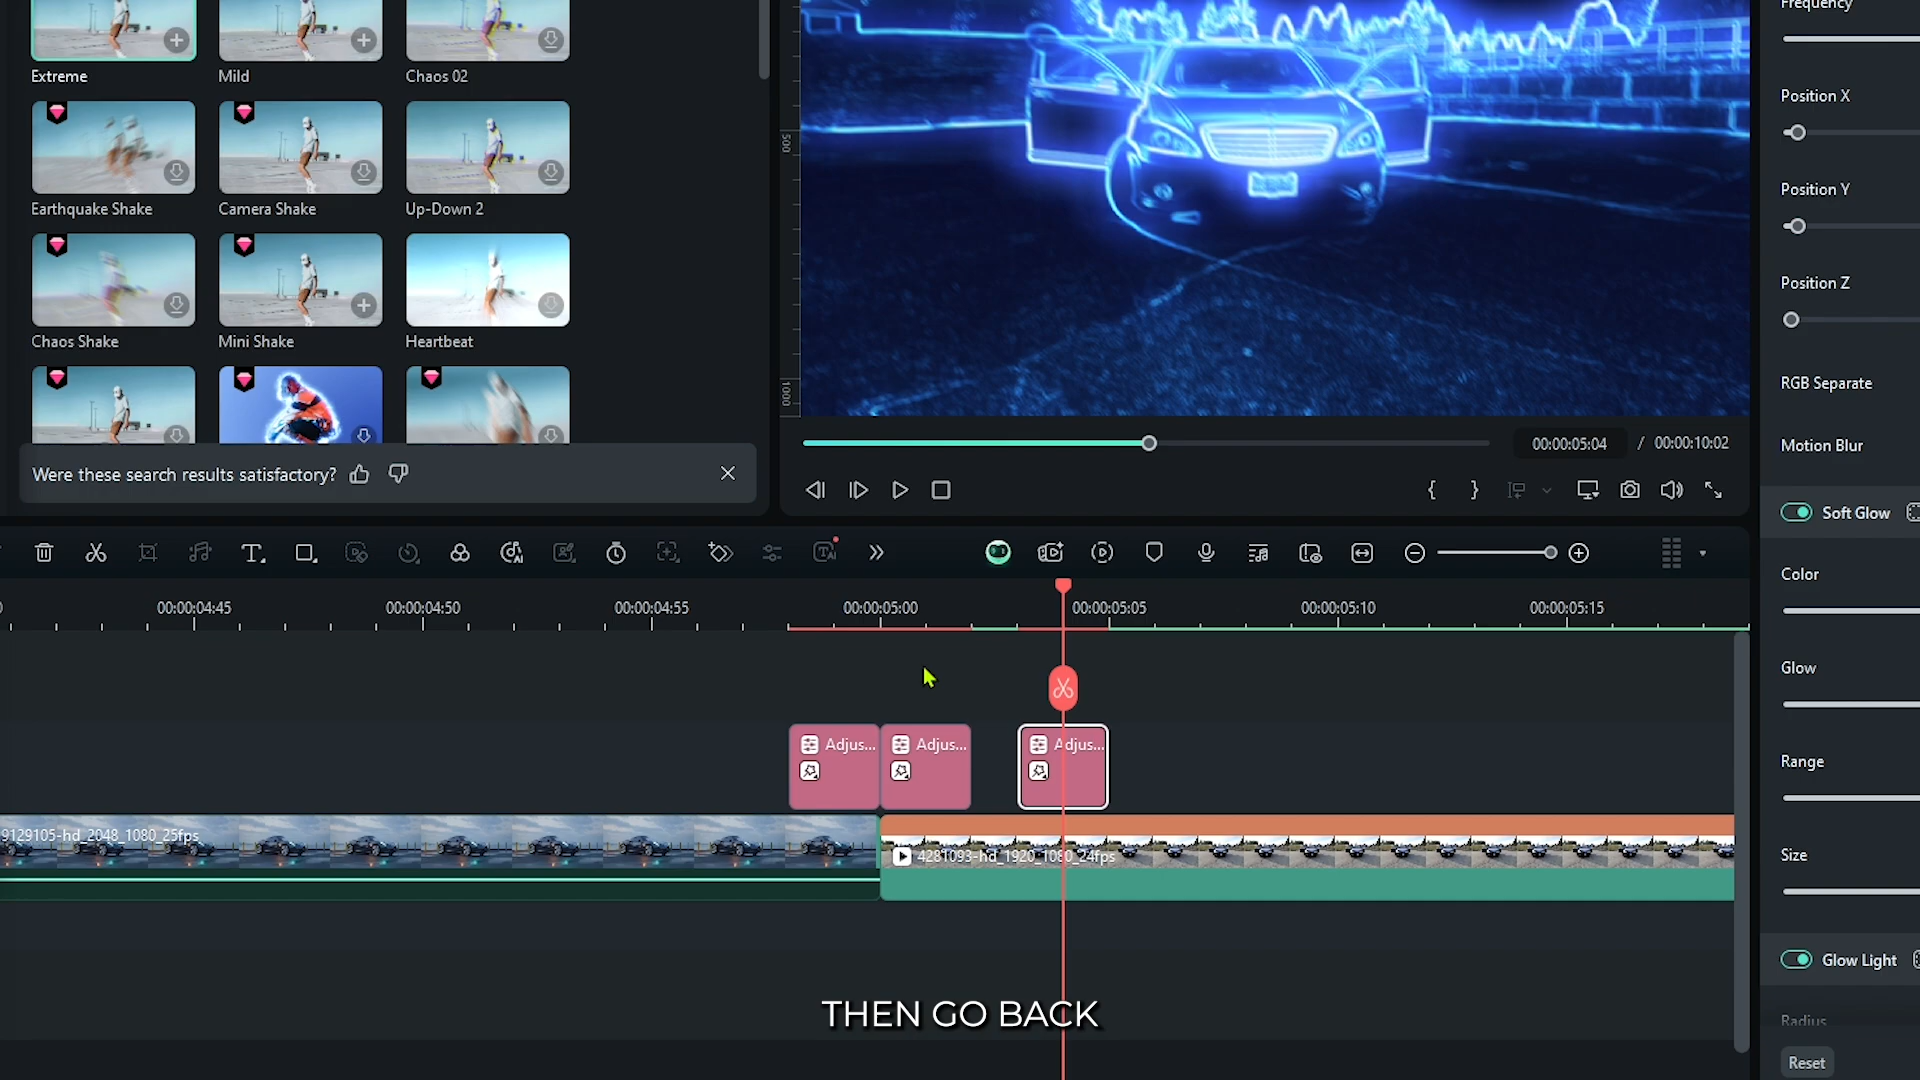 Extreme
Mild
Chaos 02
Earthquake Shake
Camera Shake
Up-Down 2
Chaos Shake
Mini Shake
Heartbeat
Were these search results satisfactory?
500
1000
00:00:05:04 / 00:00:10:02
Frequency
Position X
Position Y
Position Z
RGB Separate
Motion Blur
Soft Glow
Color
Glow
Range
Size
Glow Light
Radius
Reset
0
00:00:04:45
00:00:04:50
00:00:04:55
00:00:05:00
00:00:05:05
00:00:05:10
00:00:05:15
Adjus...
Adjus...
Adjus...
9129105-hd_2048_1080_25fps
4281093-hd_1920_1080_24fps
THEN GO BACK